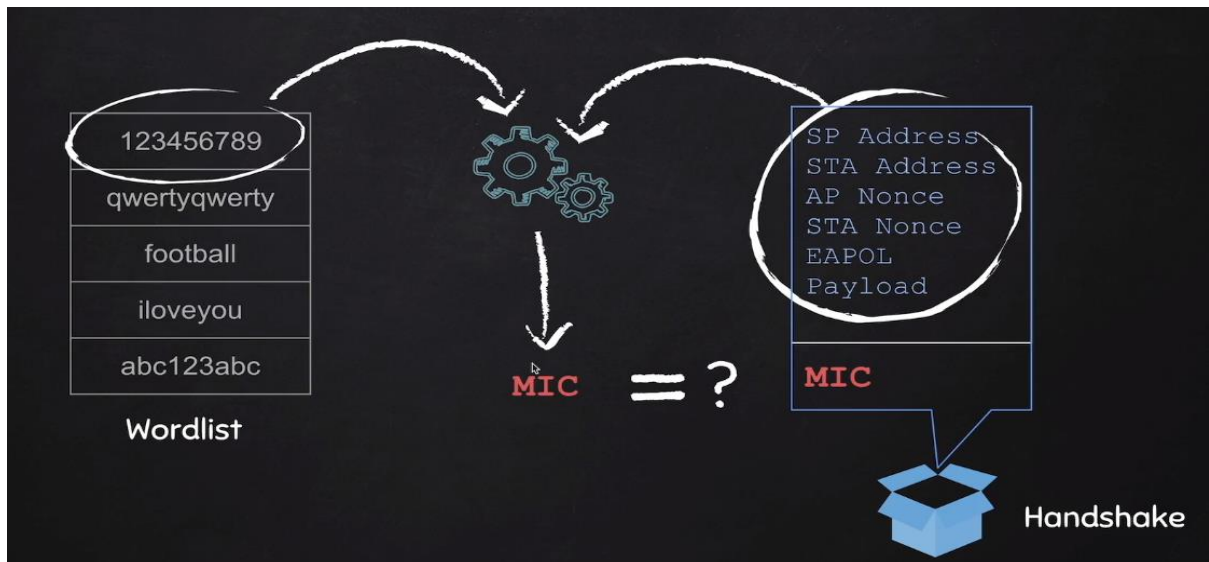 123456789
qwertyqwerty
football
iloveyou
abc123abc
Wordlist
MIC
= ?
SP Address
STA Address
AP Nonce
STA Nonce
EAPOL
Payload
MIC
Handshake